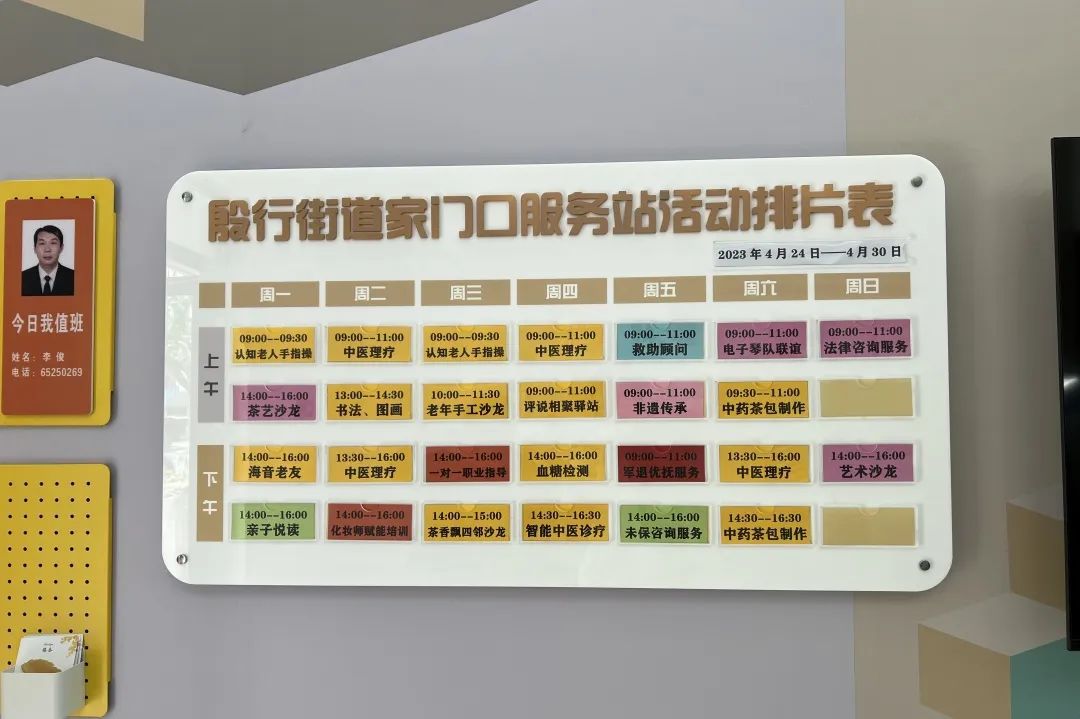 殷行街道家门口服务站活动排片表
2023年4月24日——4月30日
周一 周二 周三 周四 周五 周六 周日
上午
09:00--09:30 09:00--11:00 09:00--09:30 09:00--11:00 09:00--11:00 09:00--11:00 09:00--11:00
认知老人手指操 中医理疗 认知老人手指操 中医理疗 救助顾问 电子琴队联谊 法律咨询服务
14:00--16:00 13:00--14:30 10:00--11:30 09:00--11:00 09:00--11:00 09:30--11:00
茶艺沙龙 书法、图画 老年手工沙龙 评说相聚驿站 非遗传承 中药茶包制作
下午
14:00--16:00 13:30--16:00 14:00--16:00 14:00--16:00 09:00--11:00 13:30--16:00 14:00--16:00
海音老友 中医理疗 一对一职业指导 血糖检测 军退优抚服务 中医理疗 艺术沙龙
14:00--16:00 14:00--16:00 14:00--15:00 14:30--16:30 14:00--16:00 14:30--16:30
亲子悦读 化妆师赋能培训 茶香飘四邻沙龙 智能中医诊疗 未保咨询服务 中药茶包制作
今日我值班
姓名：李 俊
电话：65250269